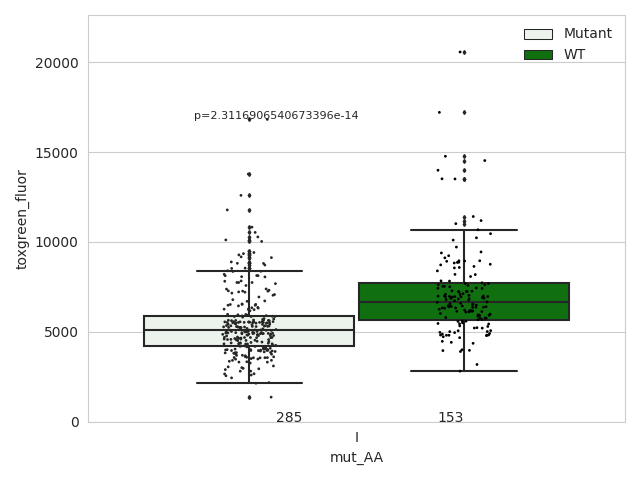 Mutant
WT
p=2.3116906540673396e-14
20000
15000
10000
5000
0
toxgreen_fluor
285
153
I
mut_AA